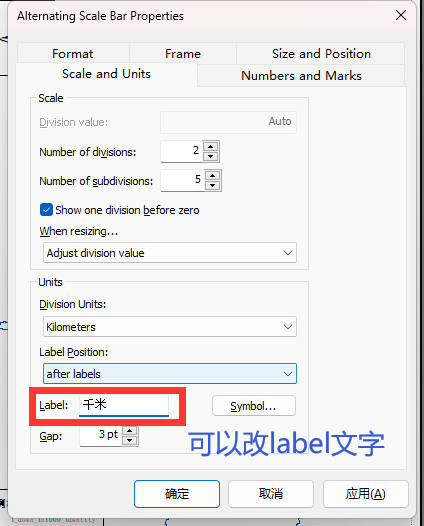 Alternating Scale Bar Properties
Format Frame Size and Position
Scale and Units Numbers and Marks
Scale
Division value: Auto
Number of divisions: 2
Number of subdivisions: 5
Show one division before zero
When resizing...
Adjust division value
Units
Division Units:
Kilometers
Label Position:
after labels
Label: 千米 Symbol...
Gap: 3 pt
可以改label文字
确定 取消 应用(A)